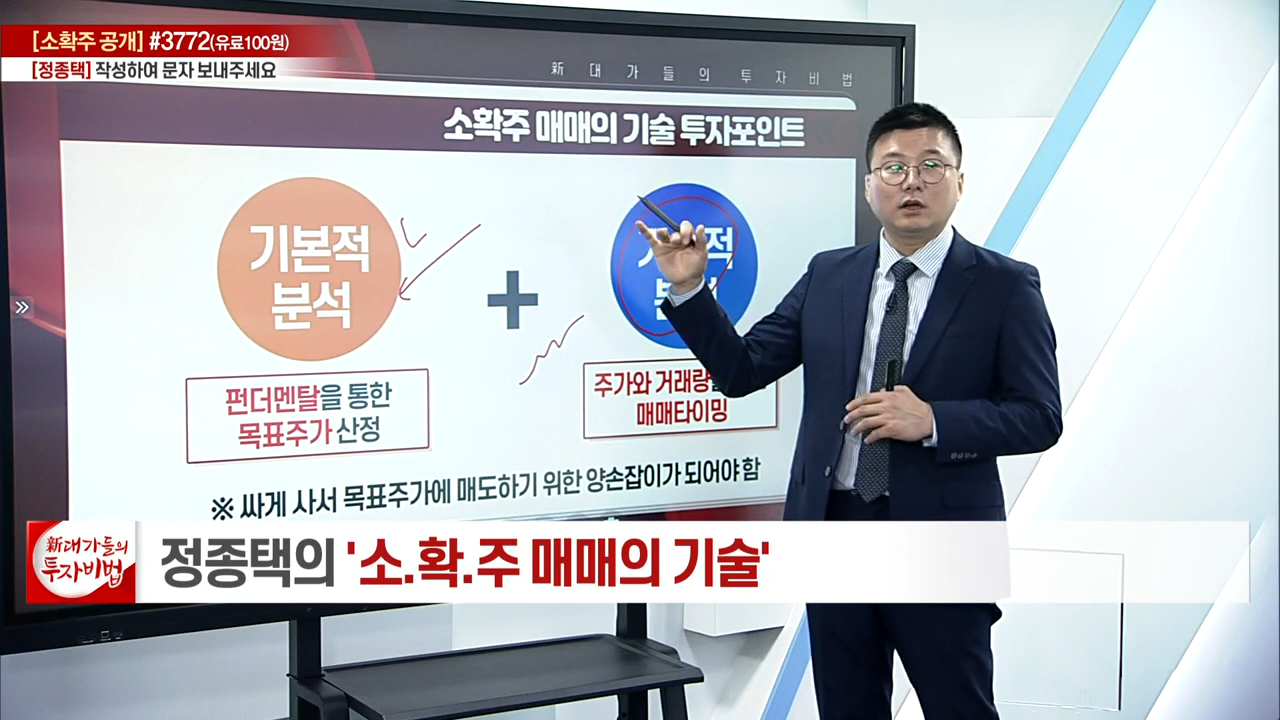 [소확주 공개] #3772(유료100원)
[정종택] 작성하여 문자 보내주세요
新 대 가 들 의 투 자 비 법
소확주 매매의 기술 투자포인트
기본적
분석
+
적
펀더멘탈을 통한
목표주가 산정
주가와 거래량
매매타이밍
※ 싸게 사서 목표주가에 매도하기 위한 양손잡이가 되어야 함
新대가들의
투자비법
정종택의 '소.확.주 매매의 기술'